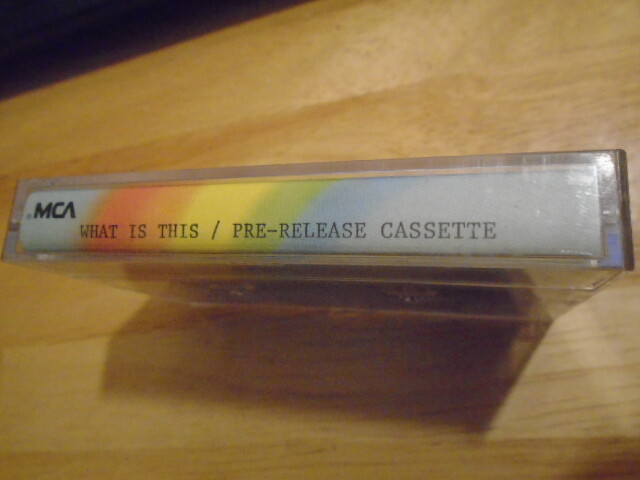 MCA
WHAT IS THIS / PRE-RELEASE CASSETTE